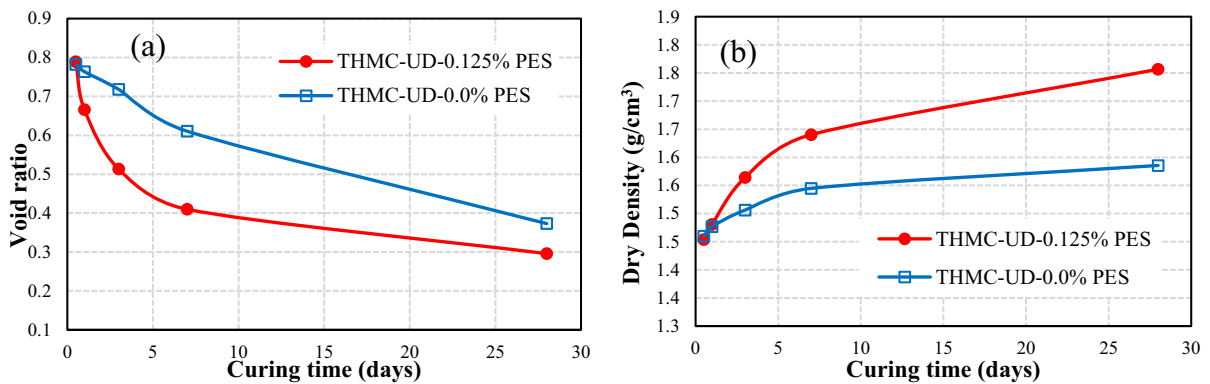 (a)
THMC-UD-0.125% PES
THMC-UD-0.0% PES
Void ratio
0.9
0.8
0.7
0.6
0.5
0.4
0.3
0.2
0.1
0 5 10 15 20 25 30
Curing time (days)
(b)
Dry Density (g/cm³)
1.9
1.8
1.8
1.7
1.7
1.6
1.6
1.5
1.5
1.4
1.4
1.3
THMC-UD-0.125% PES
THMC-UD-0.0% PES
0 5 10 15 20 25 30
Curing time (days)